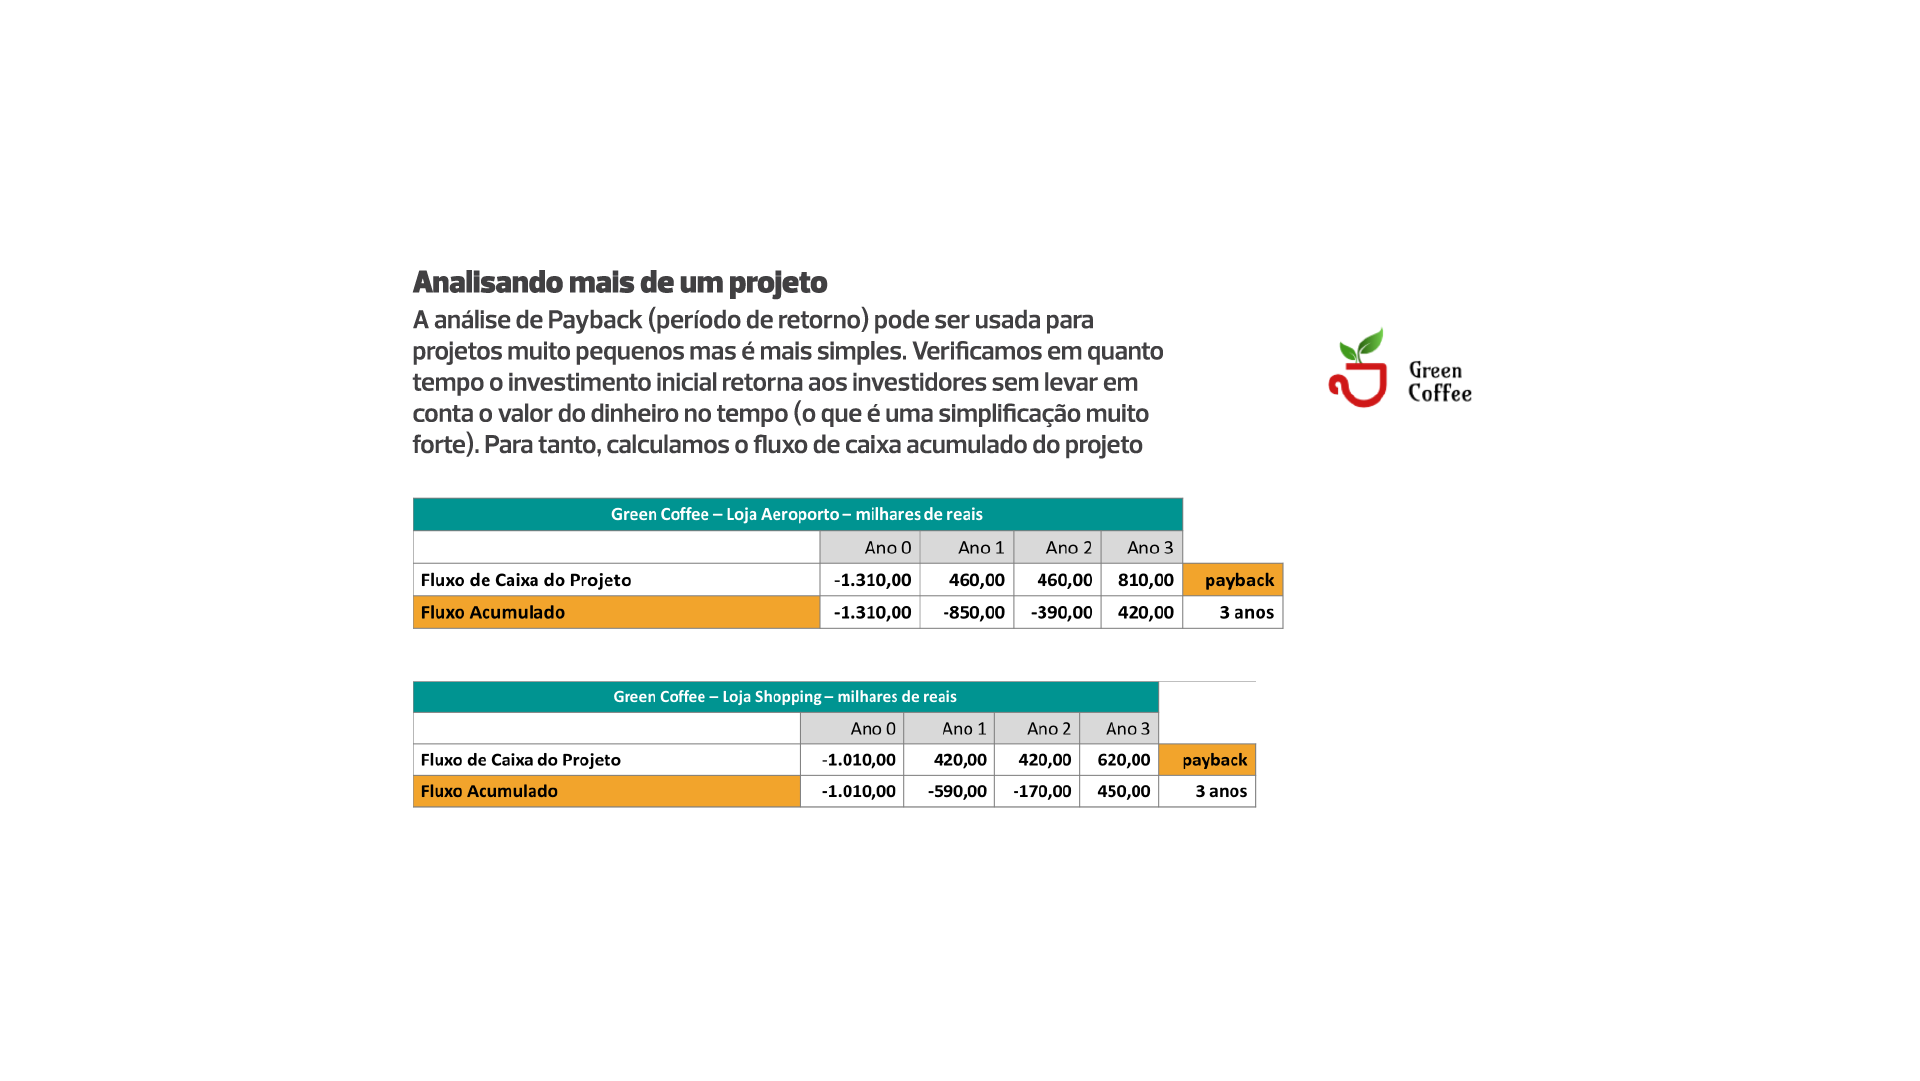 Analisando mais de um projeto
A análise de Payback (período de retorno) pode ser usada para
projetos muito pequenos mas é mais simples. Verificamos em quanto
tempo o investimento inicial retorna aos investidores sem levar em
conta o valor do dinheiro no tempo (o que é uma simplificação muito
forte). Para tanto, calculamos o fluxo de caixa acumulado do projeto
Green
Coffee
Green Coffee – Loja Aeroporto – milhares de reais
Ano 0 Ano 1 Ano 2 Ano 3
Fluxo de Caixa do Projeto -1.310,00 460,00 460,00 810,00 payback
Fluxo Acumulado -1.310,00 -850,00 -390,00 420,00 3 anos
Green Coffee – Loja Shopping – milhares de reais
Ano 0 Ano 1 Ano 2 Ano 3
Fluxo de Caixa do Projeto -1.010,00 420,00 420,00 620,00 payback
Fluxo Acumulado -1.010,00 -590,00 -170,00 450,00 3 anos